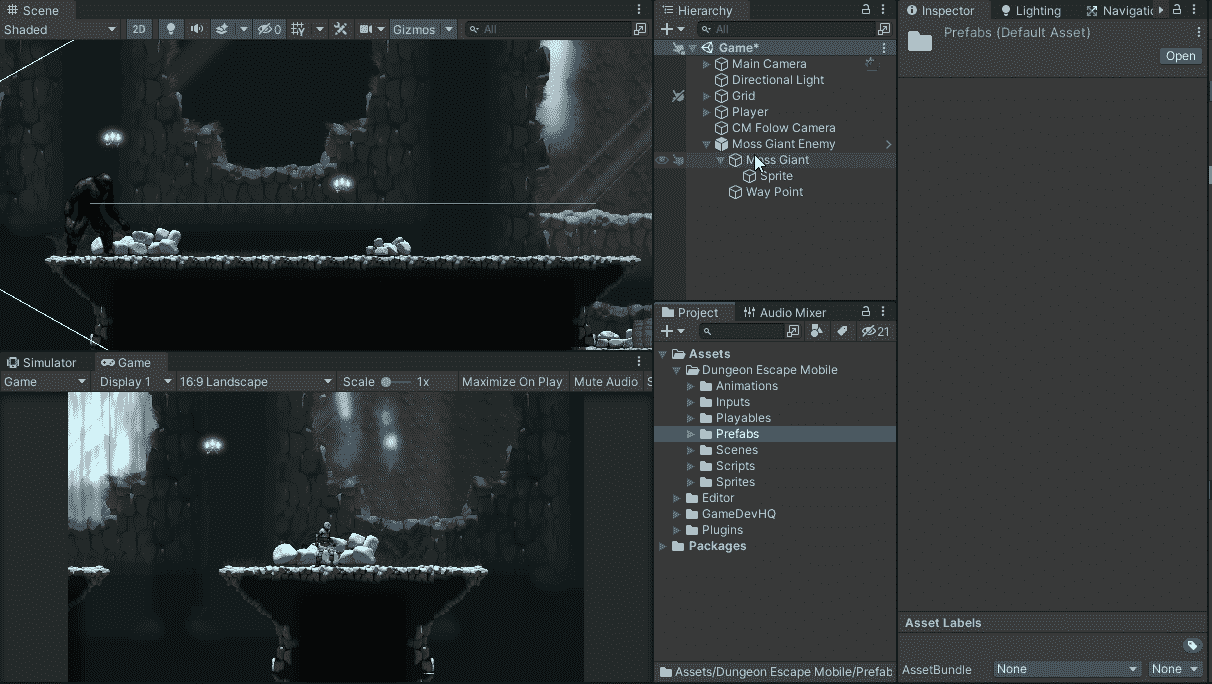 Scene
Shaded 2D 0 Gizmos All
Simulator Game
Game Display 1 16:9 Landscape Scale 1x Maximize On Play Mute Audio S
Hierarchy
All
Game*
Main Camera
Directional Light
Grid
Player
CM Folow Camera
Moss Giant Enemy
Moss Giant
Sprite
Way Point
Project Audio Mixer
21
Assets
Dungeon Escape Mobile
Animations
Inputs
Playables
Prefabs
Scenes
Scripts
Sprites
Editor
GameDevHQ
Plugins
Packages
Assets/Dungeon Escape Mobile/Prefab
Inspector Lighting Navigatio
Prefabs (Default Asset)
Open
Asset Labels
AssetBundle None None